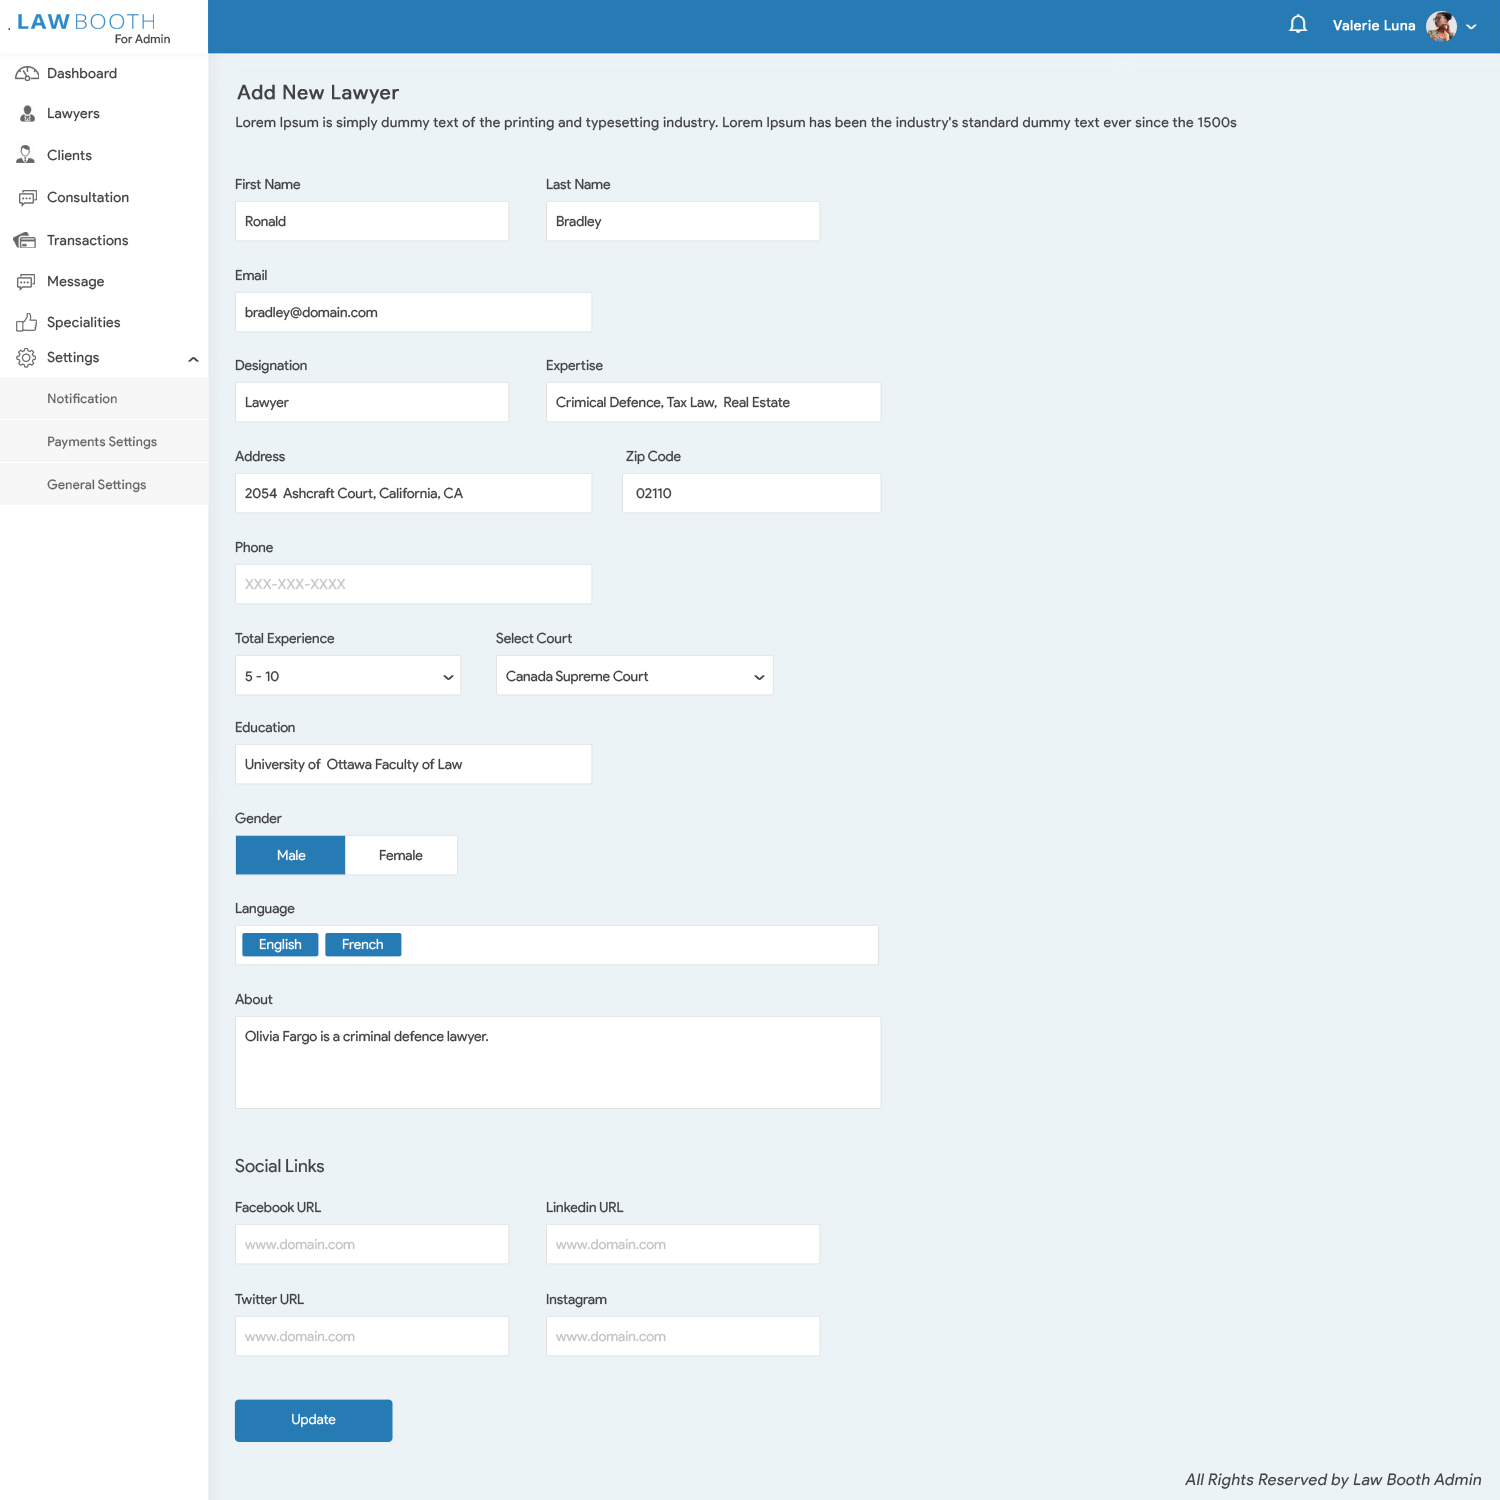 LAW BOOTH
For Admin
Valerie Luna
Dashboard
Lawyers
Clients
Consultation
Transactions
Message
Specialities
Settings
Notification
Payments Settings
General Settings
Add New Lawyer
Lorem Ipsum is simply dummy text of the printing and typesetting industry. Lorem Ipsum has been the industry's standard dummy text ever since the 1500s
First Name
Last Name
Ronald
Bradley
Email
bradley@domain.com
Designation
Expertise
Lawyer
Crimical Defence, Tax Law, Real Estate
Address
Zip Code
2054 Ashcraft Court, California, CA
02110
Phone
XXX-XXX-XXXX
Total Experience
Select Court
5 - 10
Canada Supreme Court
Education
University of Ottawa Faculty of Law
Gender
Male
Female
Language
English
French
About
Olivia Fargo is a criminal defence lawyer.
Social Links
Facebook URL
Linkedin URL
www.domain.com
www.domain.com
Twitter URL
Instagram
www.domain.com
www.domain.com
Update
All Rights Reserved by Law Booth Admin